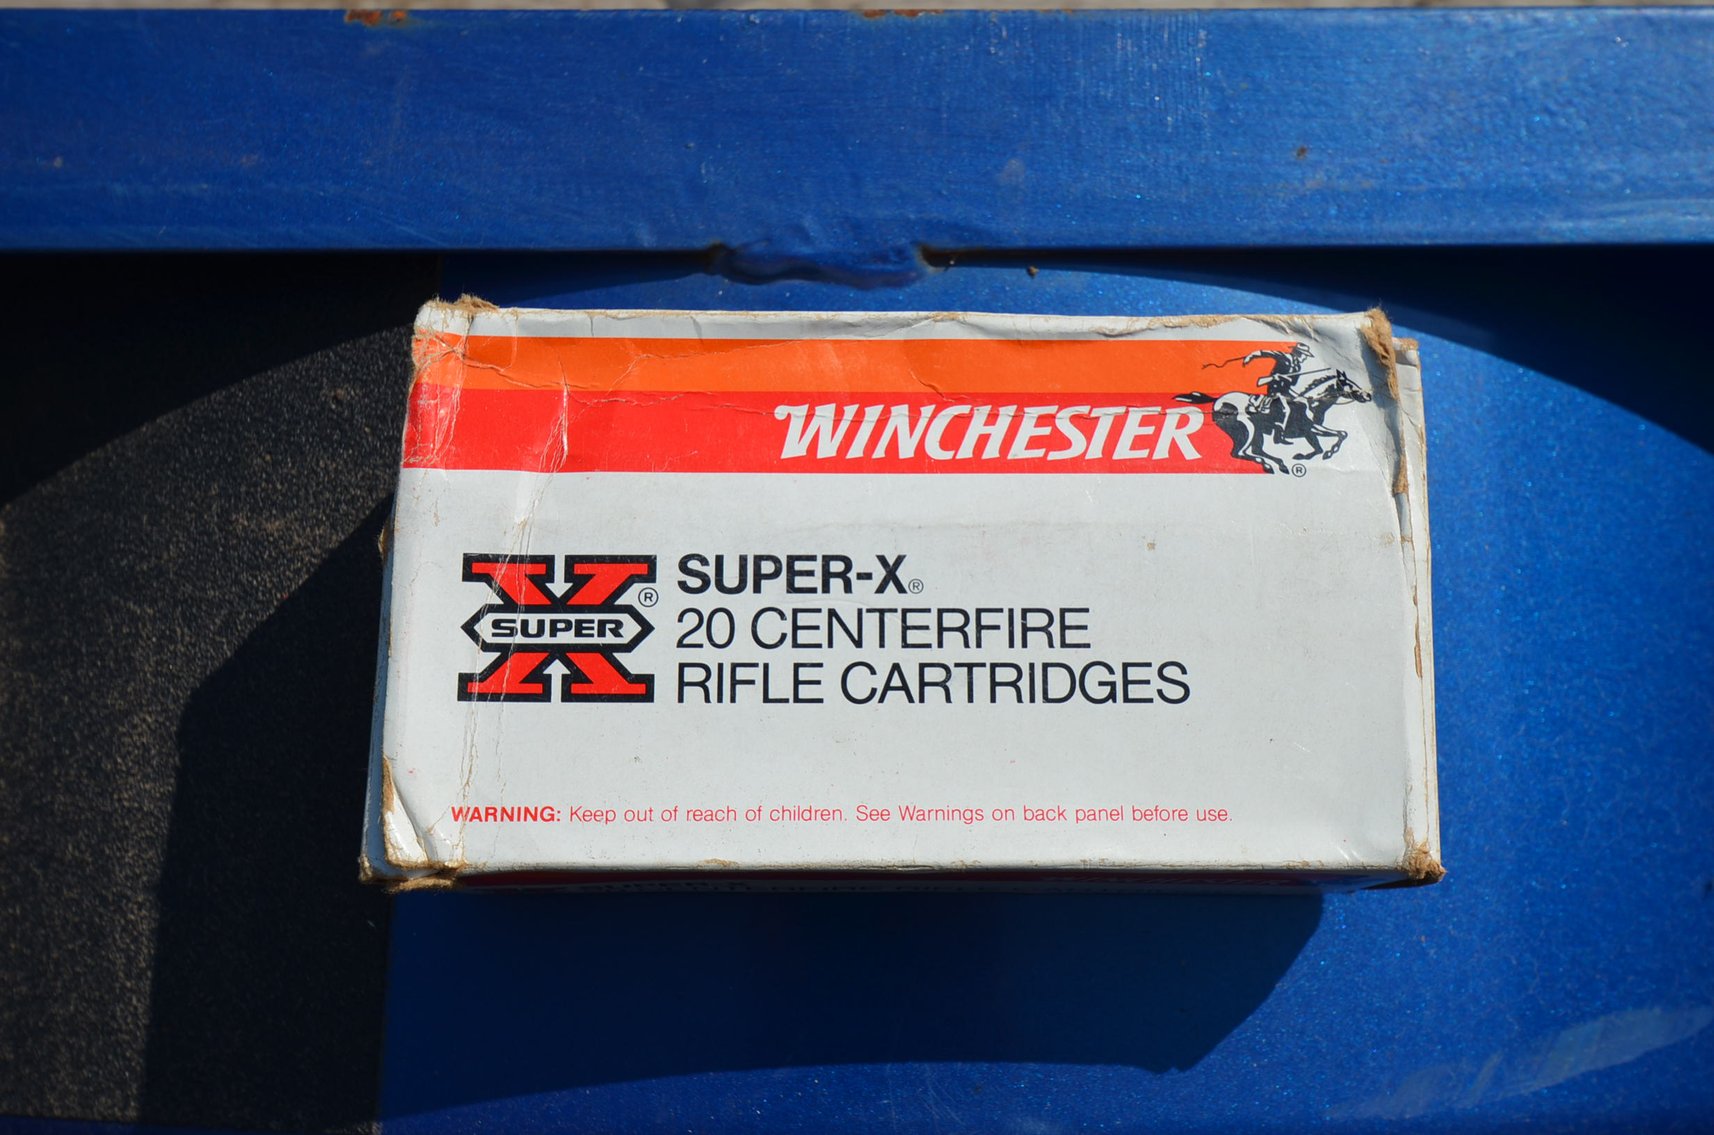 WINCHESTER
®
SUPER
®
SUPER-X®
20 CENTERFIRE
RIFLE CARTRIDGES
WARNING: Keep out of reach of children. See Warnings on back panel before use.